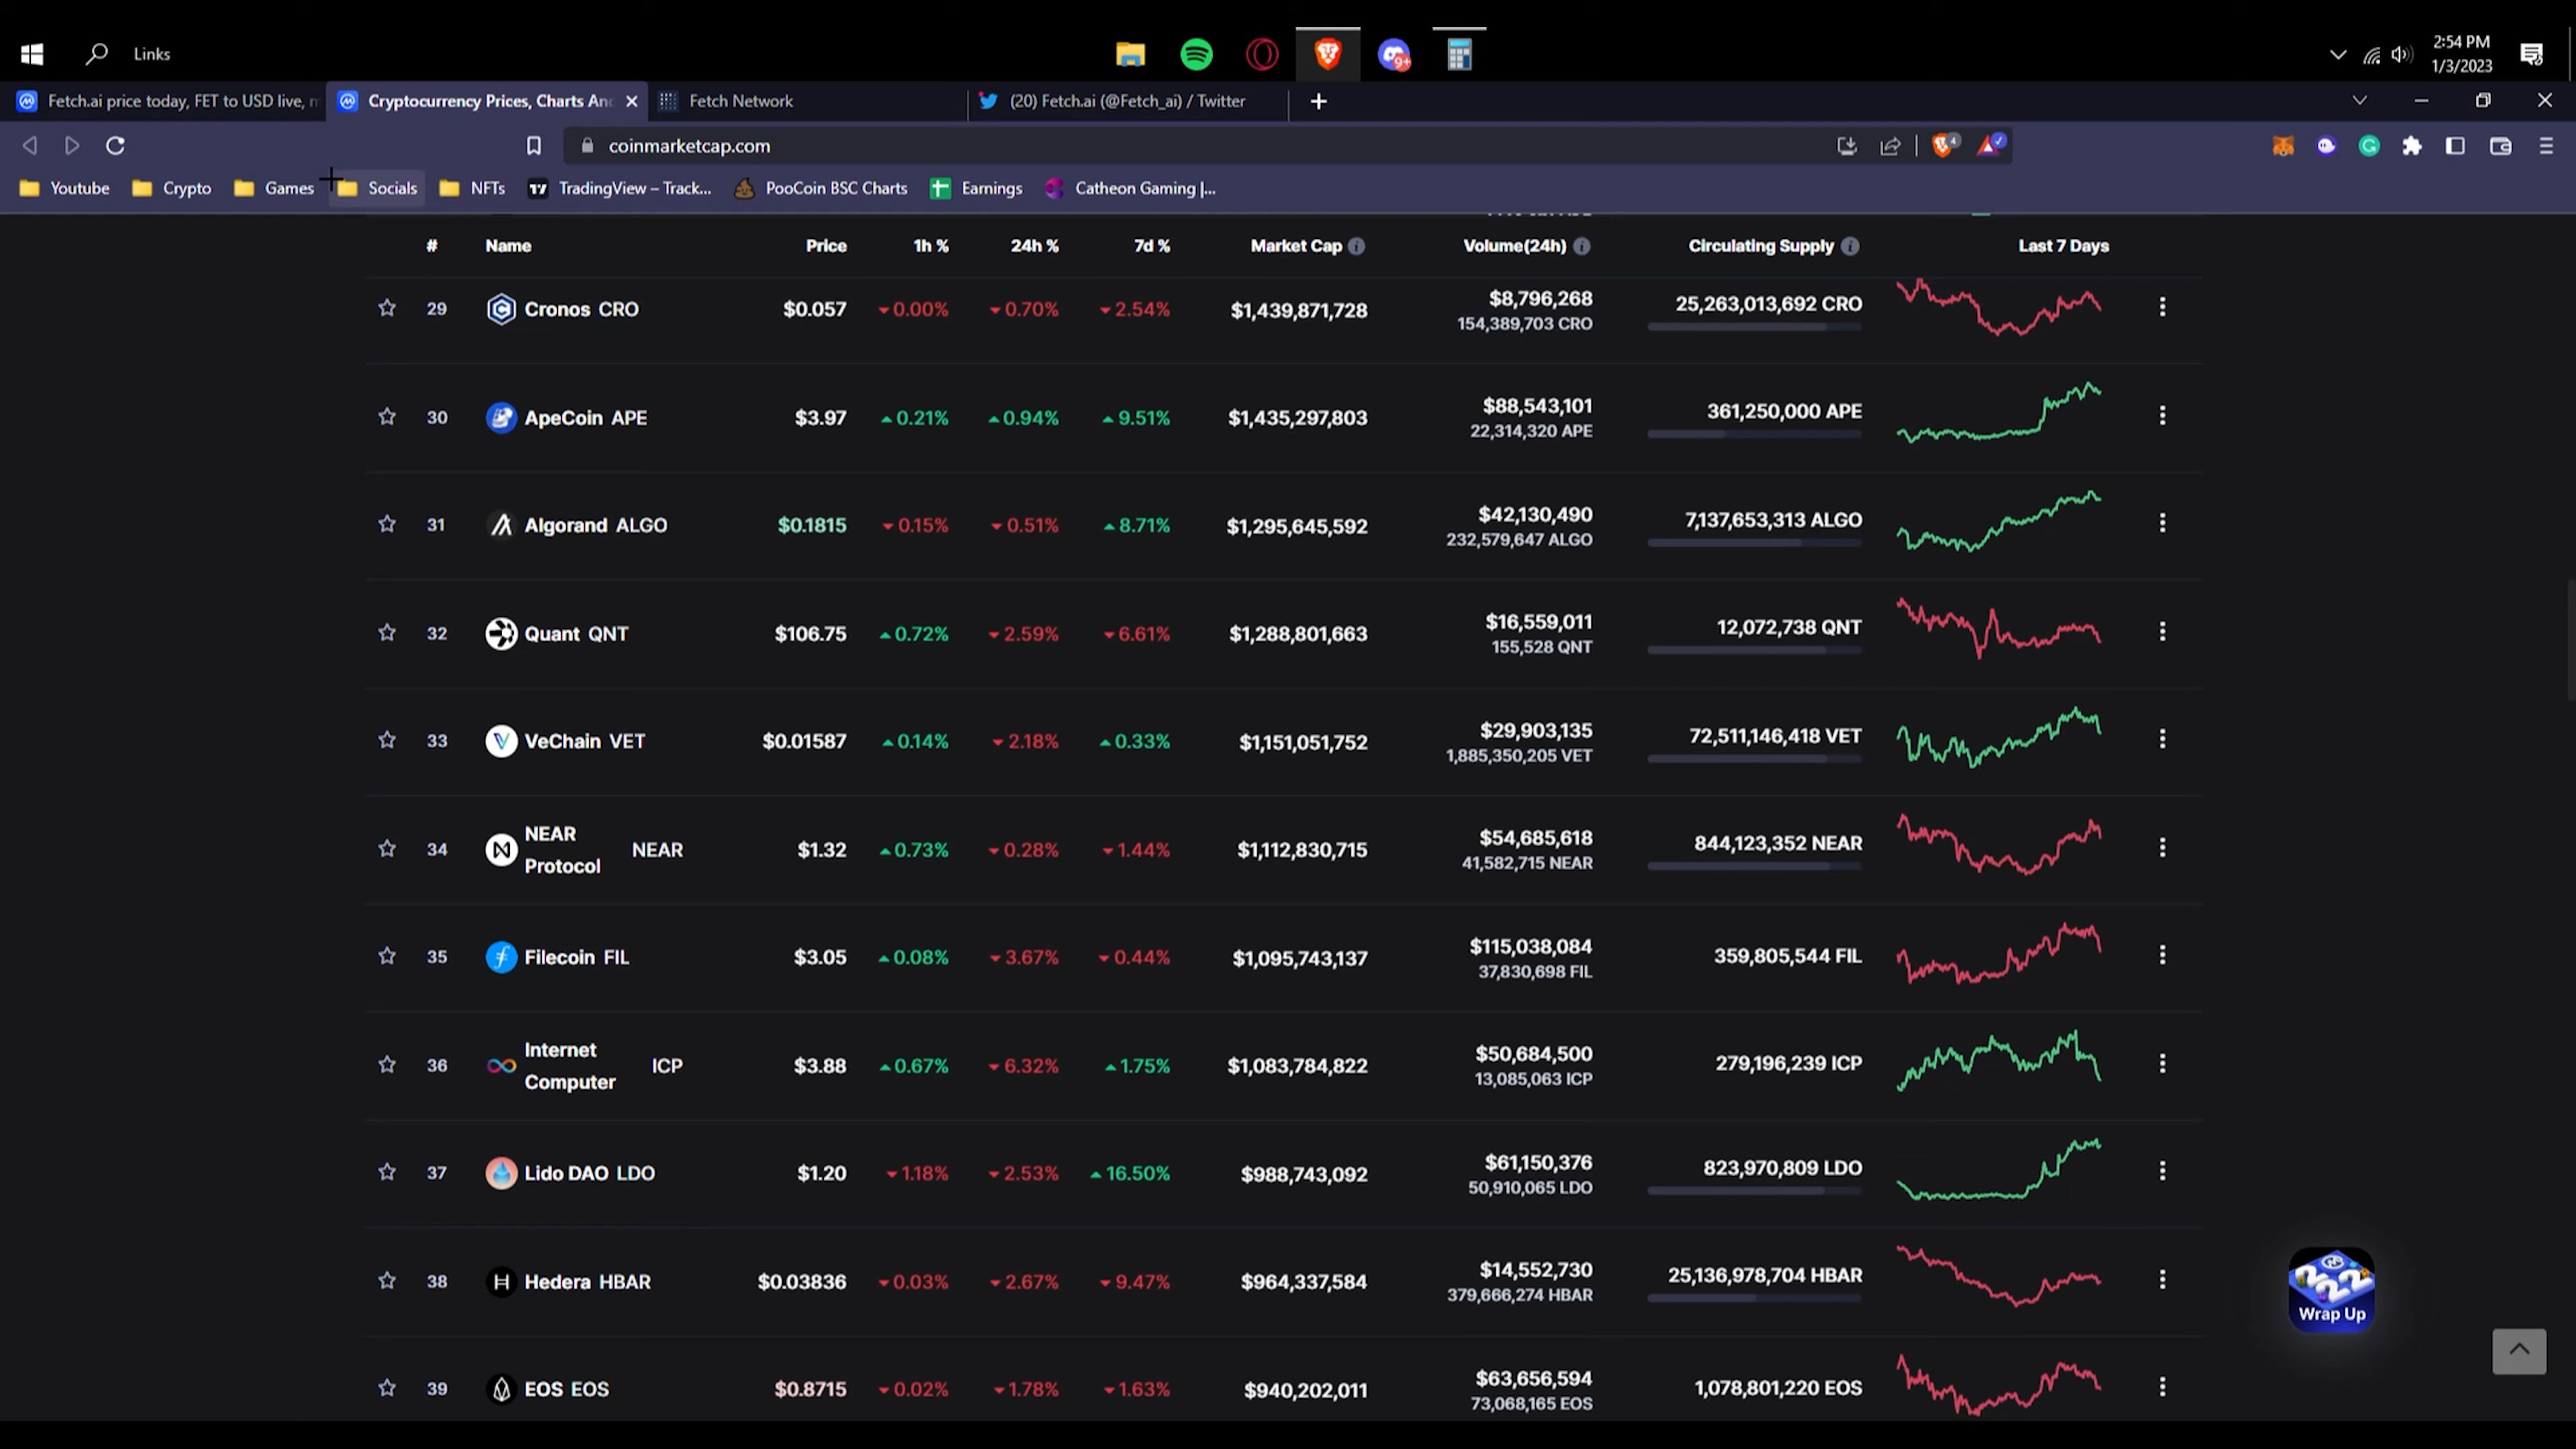 Links
2:54 PM
1/3/2023
9+
Fetch.ai price today, FET to USD live,
Cryptocurrency Prices, Charts An
Fetch Network
(20) Fetch.ai (@Fetch_ai) / Twitter
coinmarketcap.com
4
Youtube Crypto Games Socials NFTs TradingView – Track... PooCoin BSC Charts Earnings Catheon Gaming |...
# Name Price 1h % 24h % 7d % Market Cap Volume(24h) Circulating Supply Last 7 Days
29 Cronos CRO $0.057 0.00% 0.70% 2.54% $1,439,871,728 $8,796,268 25,263,013,692 CRO
154,389,703 CRO
30 ApeCoin APE $3.97 0.21% 0.94% 9.51% $1,435,297,803 $88,543,101 361,250,000 APE
22,314,320 APE
31 Algorand ALGO $0.1815 0.15% 0.51% 8.71% $1,295,645,592 $42,130,490 7,137,653,313 ALGO
232,579,647 ALGO
32 Quant QNT $106.75 0.72% 2.59% 6.61% $1,288,801,663 $16,559,011 12,072,738 QNT
155,528 QNT
33 VeChain VET $0.01587 0.14% 2.18% 0.33% $1,151,051,752 $29,903,135 72,511,146,418 VET
1,885,350,205 VET
34 NEAR Protocol NEAR $1.32 0.73% 0.28% 1.44% $1,112,830,715 $54,685,618 844,123,352 NEAR
41,582,715 NEAR
35 Filecoin FIL $3.05 0.08% 3.67% 0.44% $1,095,743,137 $115,038,084 359,805,544 FIL
37,830,698 FIL
36 Internet Computer ICP $3.88 0.67% 6.32% 1.75% $1,083,784,822 $50,684,500 279,196,239 ICP
13,085,063 ICP
37 Lido DAO LDO $1.20 1.18% 2.53% 16.50% $988,743,092 $61,150,376 823,970,809 LDO
50,910,065 LDO
38 Hedera HBAR $0.03836 0.03% 2.67% 9.47% $964,337,584 $14,552,730 25,136,978,704 HBAR
379,666,274 HBAR
Wrap Up
39 EOS EOS $0.8715 0.02% 1.78% 1.63% $940,202,011 $63,656,594 1,078,801,220 EOS
73,068,165 EOS